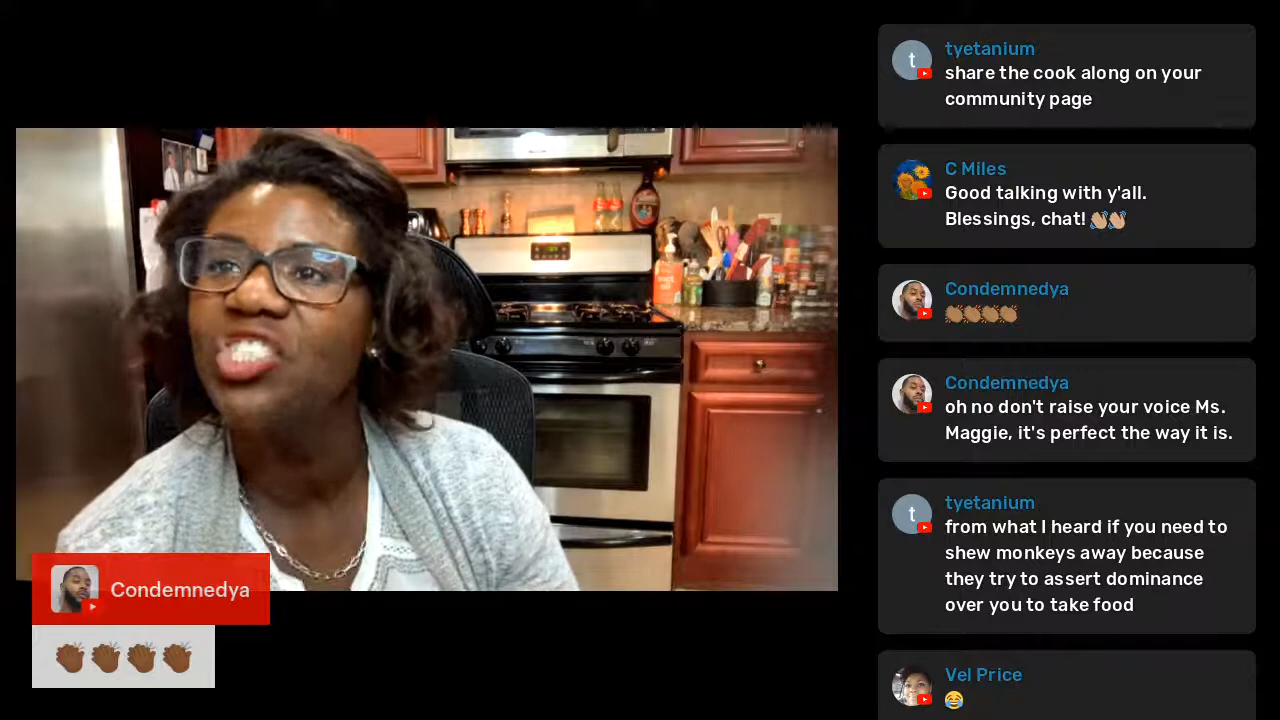 tyetanium
share the cook along on your
community page
C Miles
Good talking with y'all.
Blessings, chat! 👋🏼👋🏼
Condemnedya
👏🏽👏🏽👏🏽👏🏽
Condemnedya
oh no don't raise your voice Ms.
Maggie, it's perfect the way it is.
tyetanium
from what I heard if you need to
shew monkeys away because
they try to assert dominance
over you to take food
Vel Price
😂
Condemnedya
👏🏾👏🏾👏🏾👏🏾
t
t